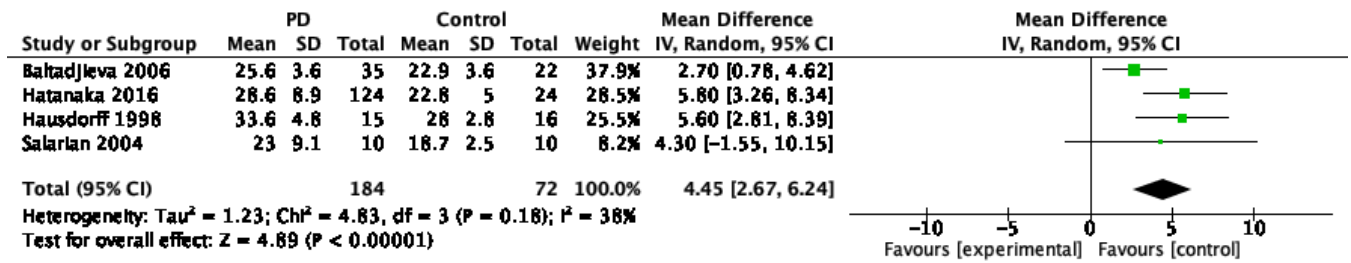 PD Control Mean Difference Mean Difference
Study or Subgroup Mean SD Total Mean SD Total Weight IV, Random, 95% CI IV, Random, 95% CI
Baltadjieva 2006 25.6 3.6 35 22.9 3.6 22 37.9% 2.70 [0.78, 4.62]
Hatanaka 2016 28.6 8.9 124 22.8 5 24 28.5% 5.80 [3.26, 8.34]
Hausdorff 1998 33.6 4.8 15 28 2.8 16 25.5% 5.60 [2.81, 8.39]
Salarian 2004 23 9.1 10 18.7 2.5 10 8.2% 4.30 [−1.55, 10.15]
Total (95% CI) 184 72 100.0% 4.45 [2.67, 6.24]
Heterogeneity: Tau² = 1.23; Chi² = 4.83, df = 3 (P = 0.18); I² = 38%
Test for overall effect: Z = 4.89 (P < 0.00001)
−10 −5 0 5 10
Favours [experimental] Favours [control]